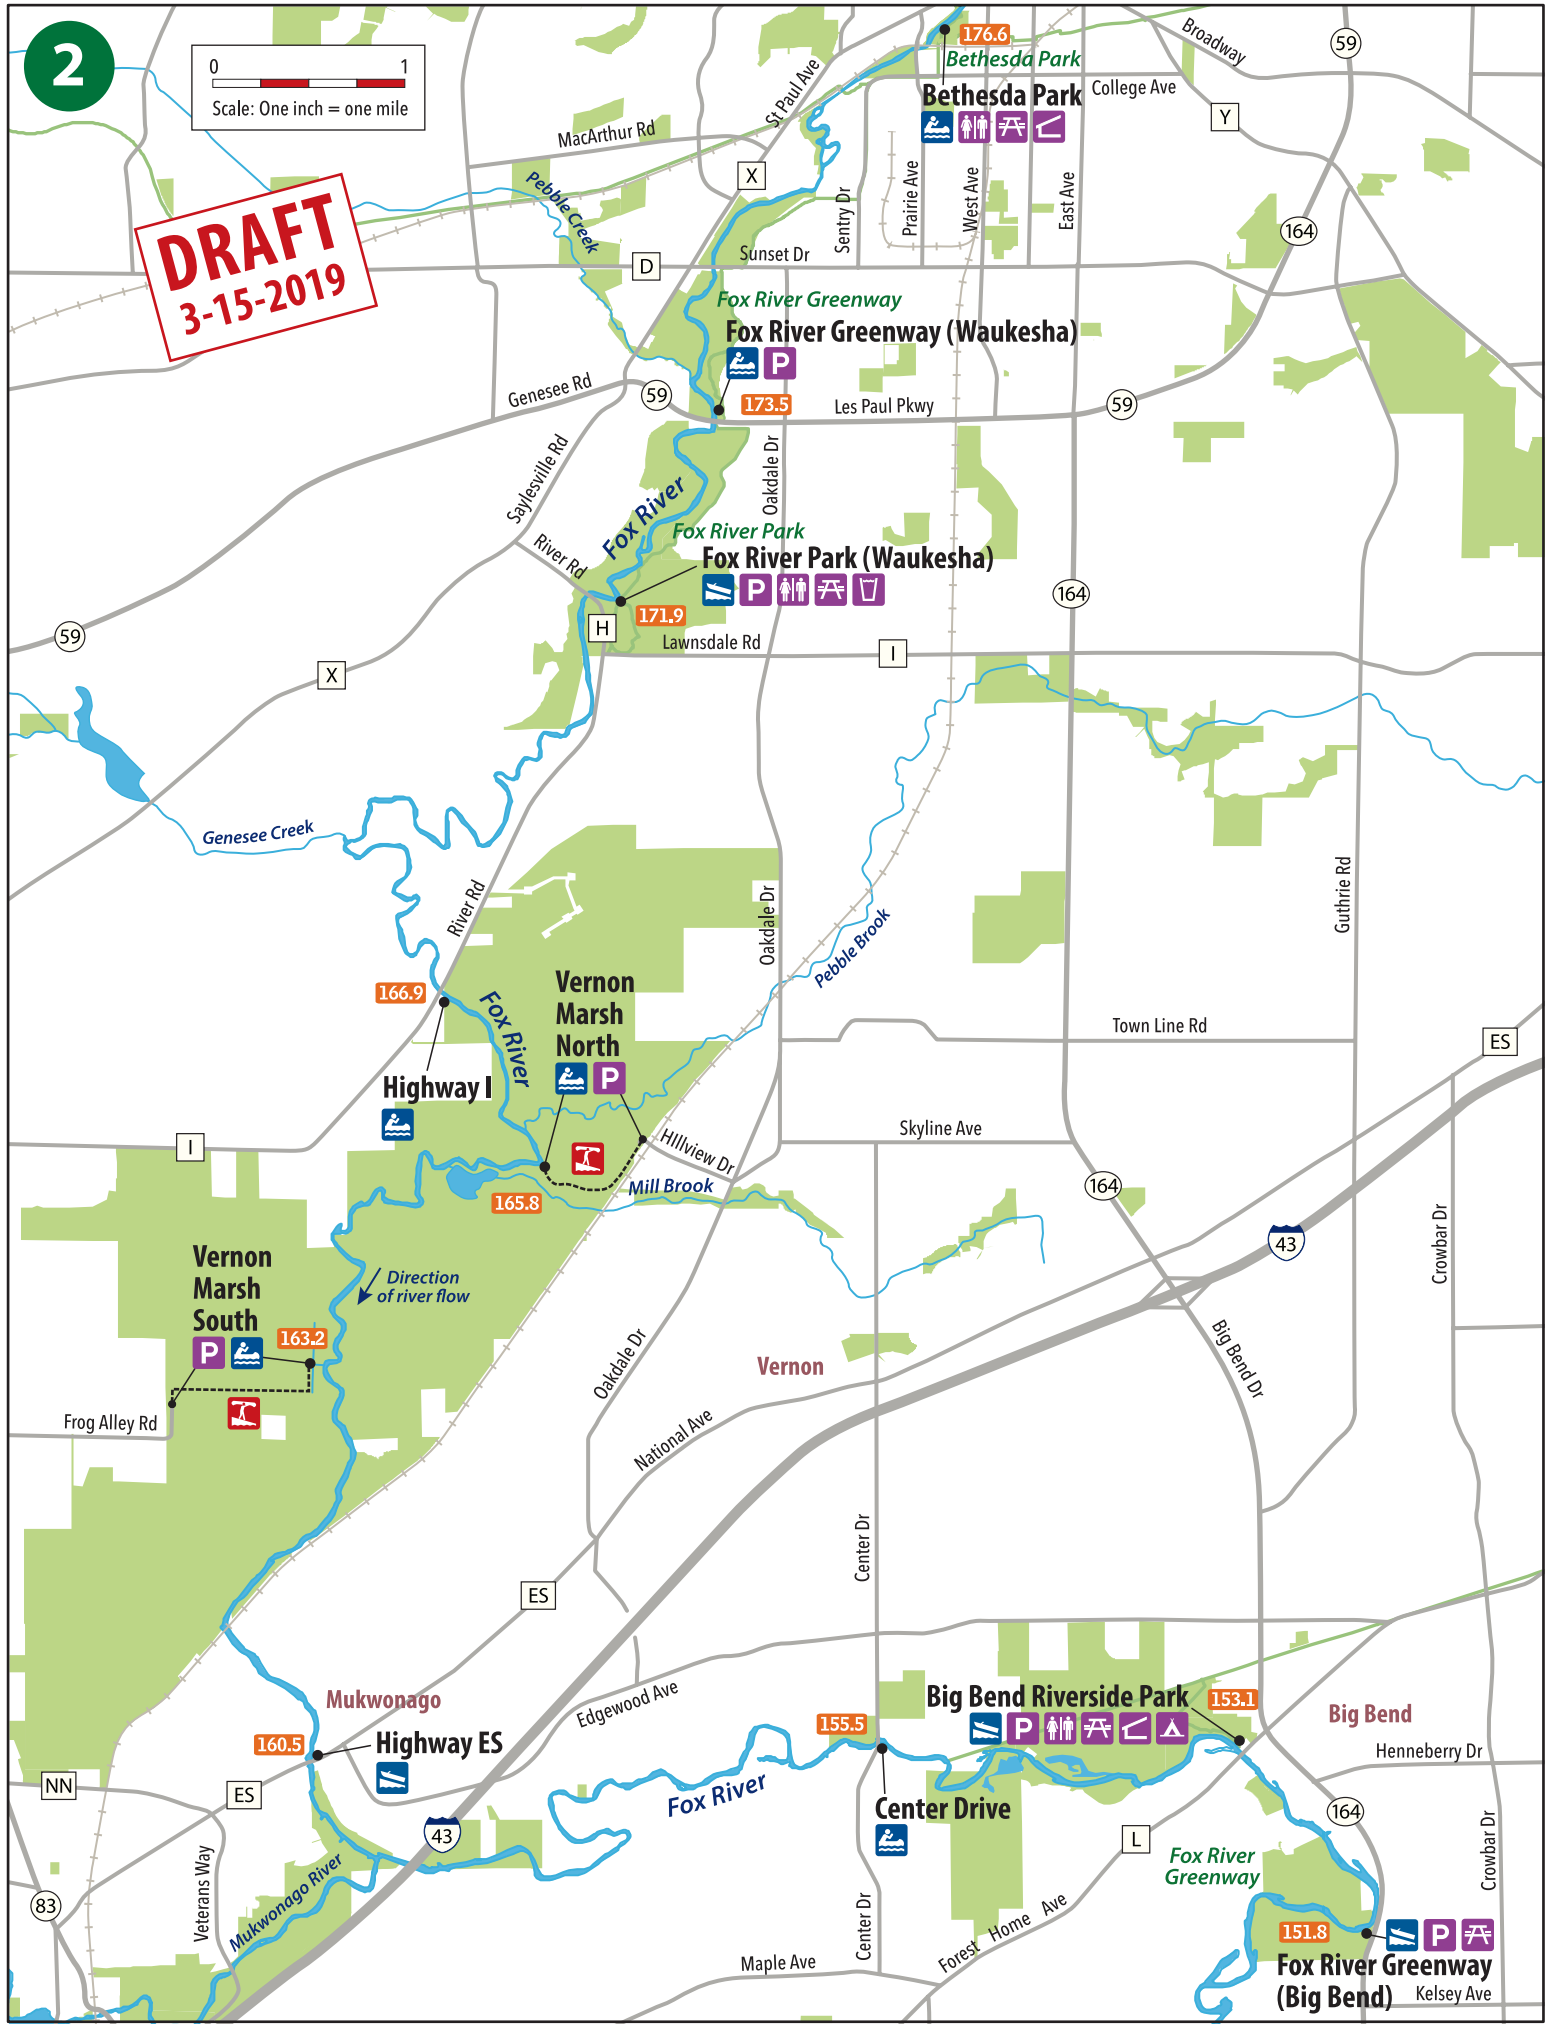 2
0 1
Scale: One inch = one mile
DRAFT
3-15-2019
176.6
Bethesda Park
Bethesda Park
College Ave
Broadway
59
Y
St Paul Ave
MacArthur Rd
X
Pebble Creek
Sentry Dr
Prairie Ave
West Ave
East Ave
164
D
Sunset Dr
Fox River Greenway
Fox River Greenway (Waukesha)
P
173.5
Genesee Rd
59
Les Paul Pkwy
59
Saylesville Rd
Oakdale Dr
Fox River
River Rd
Fox River Park
Fox River Park (Waukesha)
P
171.9
H
164
59
Lawnsdale Rd
I
X
Genesee Creek
River Rd
Oakdale Dr
Guthrie Rd
Pebble Brook
166.9
Fox River
Vernon
Marsh
North
P
Highway I
Town Line Rd
ES
I
HIllview Dr
Skyline Ave
Mill Brook
165.8
164
43
Crowbar Dr
Vernon
Marsh
South
P
163.2
Direction
of river flow
Frog Alley Rd
Oakdale Dr
Vernon
Big Bend Dr
National Ave
Center Dr
ES
Mukwonago
Edgewood Ave
160.5
Highway ES
NN
ES
155.5
Big Bend Riverside Park
P
153.1
Big Bend
Henneberry Dr
Fox River
Center Drive
43
L
164
Fox River
Greenway
Crowbar Dr
83
Veterans Way
Mukwonago River
Center Dr
Forest Home Ave
Maple Ave
151.8
P
Fox River Greenway
(Big Bend)
Kelsey Ave